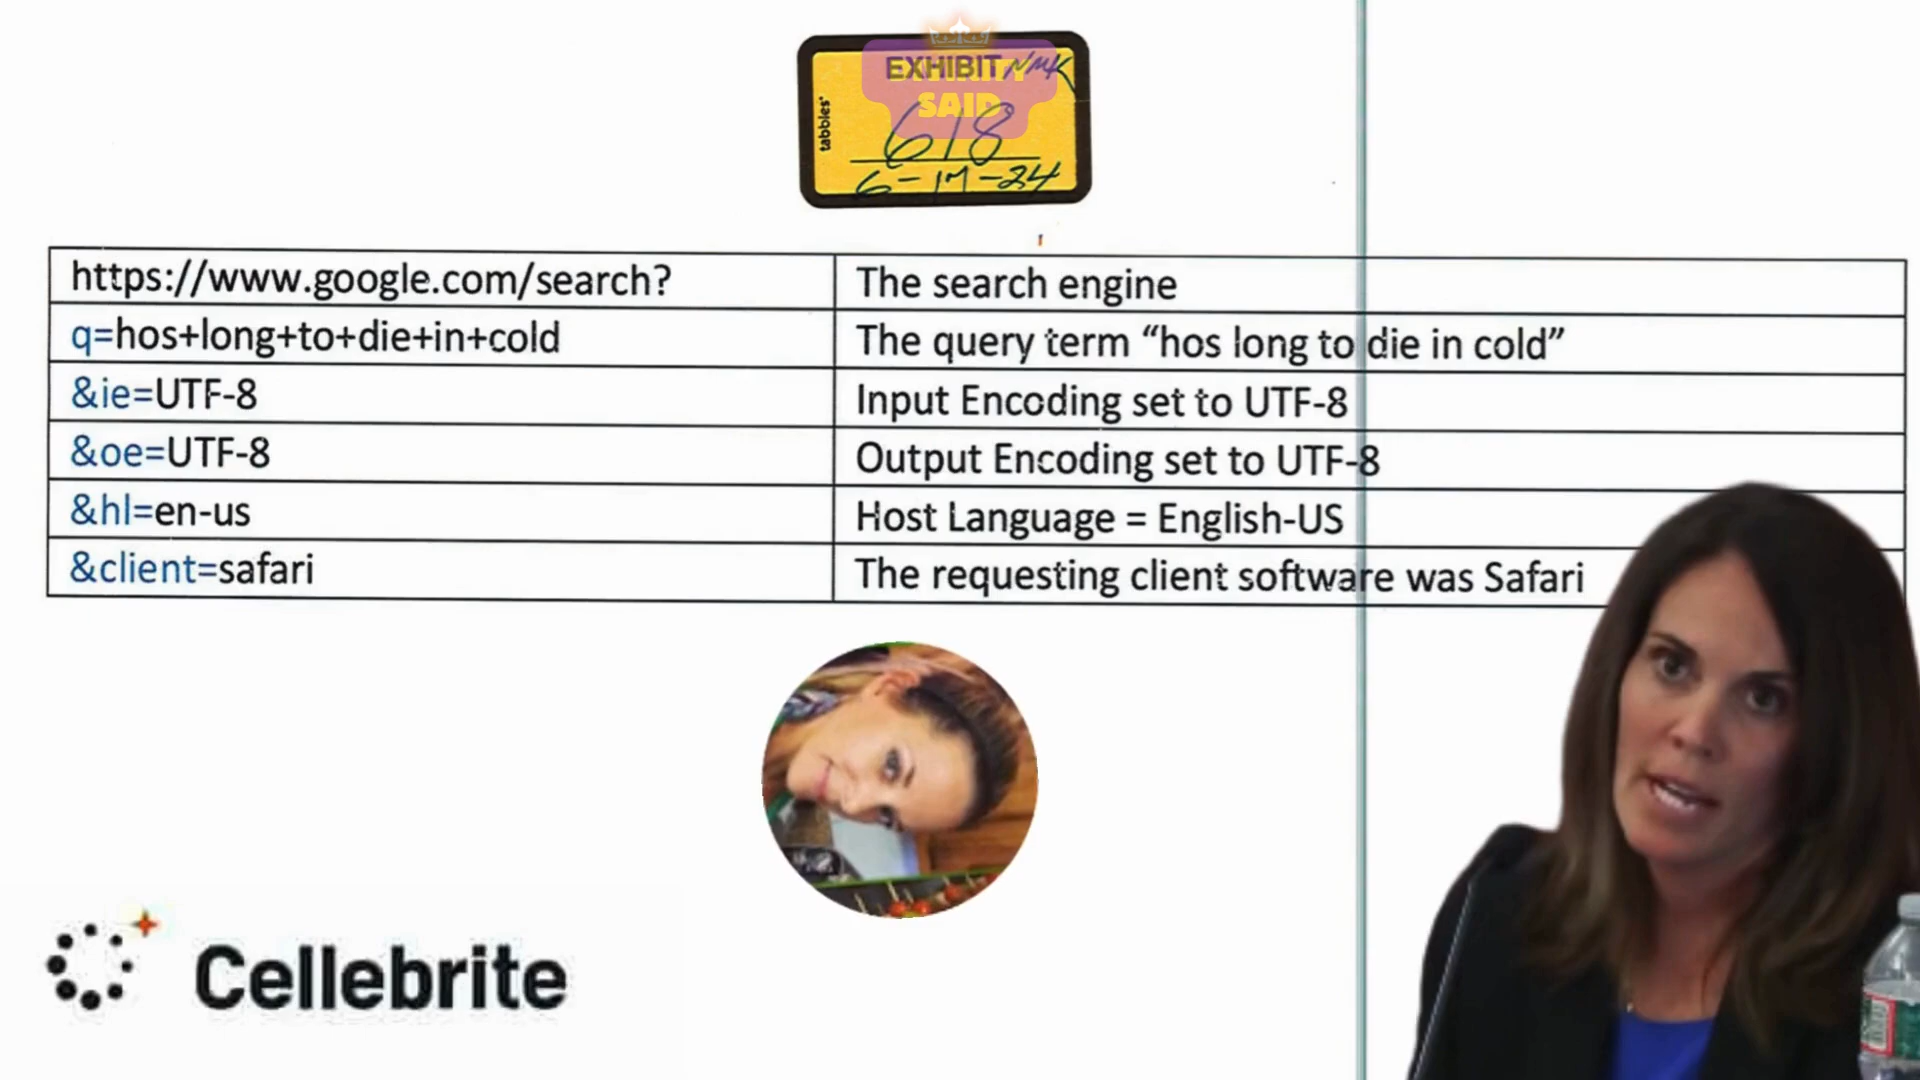 EXHIBIT NMK
SAID
tabbies®
618
6-17-24
https://www.google.com/search? The search engine
q=hos+long+to+die+in+cold The query term “hos long to die in cold”
&ie=UTF-8 Input Encoding set to UTF-8
&oe=UTF-8 Output Encoding set to UTF-8
&hl=en-us Host Language = English-US
&client=safari The requesting client software was Safari
Cellebrite